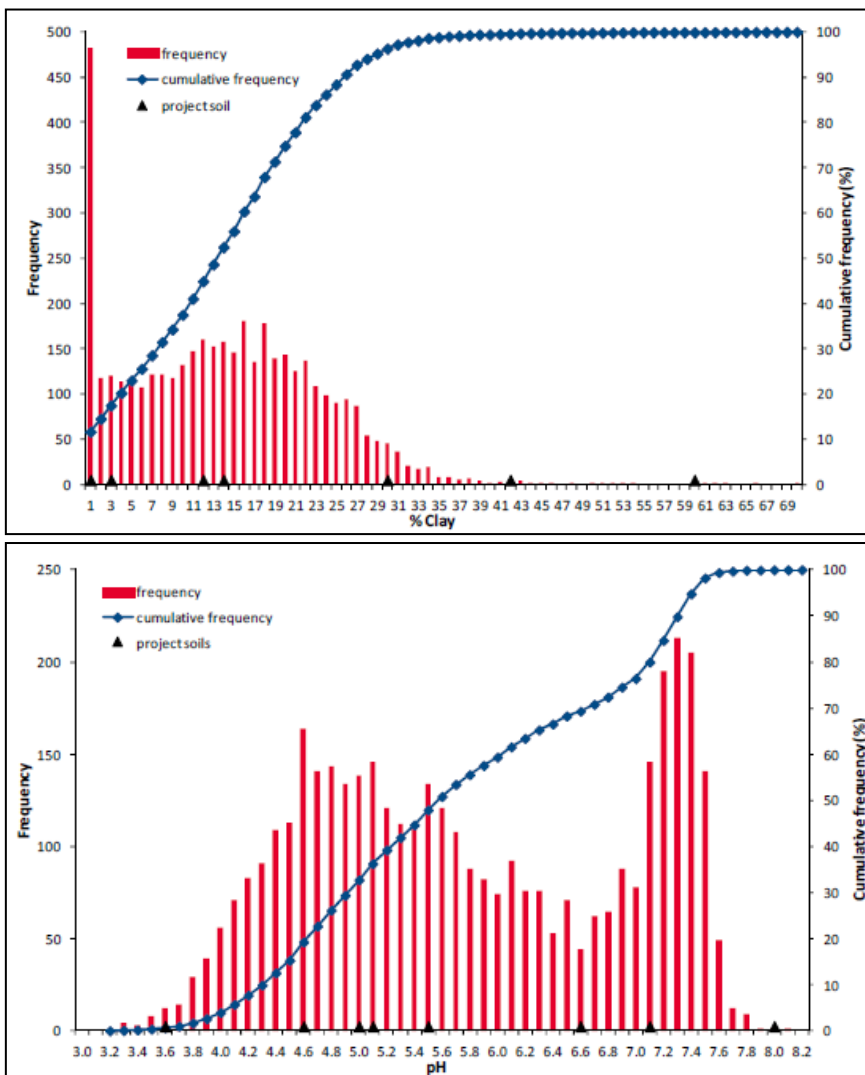 500
450
400
350
300
250
200
150
100
50
0
Frequency
frequency
cumulative frequency
project soil
100
90
80
70
60
50
40
30
20
10
0
Cumulative frequency (%)
1 3 5 7 9 11 13 15 17 19 21 23 25 27 29 31 33 35 37 39 41 43 45 47 49 51 53 55 57 59 61 63 65 67 69
% Clay
250
200
150
100
50
0
Frequency
frequency
cumulative frequency
project soils
100
90
80
70
60
50
40
30
20
10
0
Cumulative frequency (%)
3.0 3.2 3.4 3.6 3.8 4.0 4.2 4.4 4.6 4.8 5.0 5.2 5.4 5.6 5.8 6.0 6.2 6.4 6.6 6.8 7.0 7.2 7.4 7.6 7.8 8.0 8.2
pH